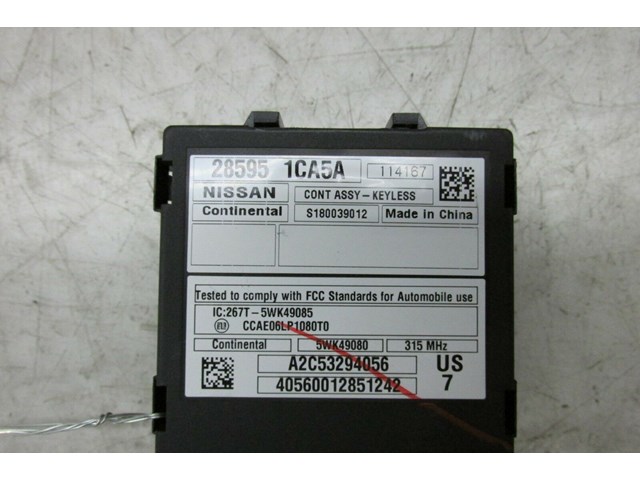 28595 1CA5A 114167
NISSAN CONT ASSY-KEYLESS
Continental S180039012 Made in China
Tested to comply with FCC Standards for Automobile use
IC:267T-5WK49085
CCAE06LP1080T0
Continental 5WK49080 315 MHz
A2C53294056 US
40560012851242 7